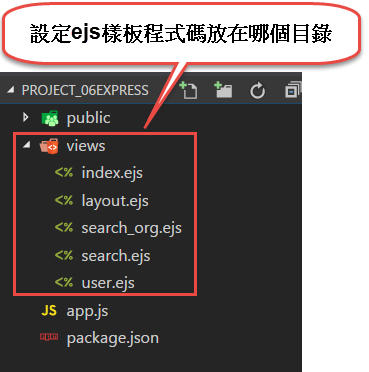 設定ejs樣板程式碼放在哪個目錄
PROJECT_06EXPRESS
public
views
<% index.ejs
<% layout.ejs
<% search_org.ejs
<% search.ejs
<% user.ejs
JS app.js
package.json